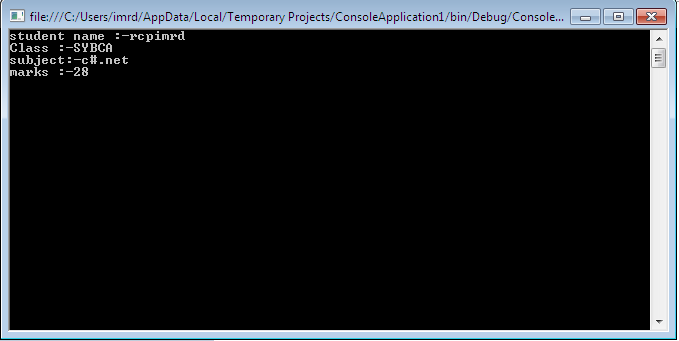 file:///C:/Users/imrd/AppData/Local/Temporary Projects/ConsoleApplication1/bin/Debug/Console...
student name :-rcpimrd
Class :-SYBCA
subject:-c#.net
marks :-28